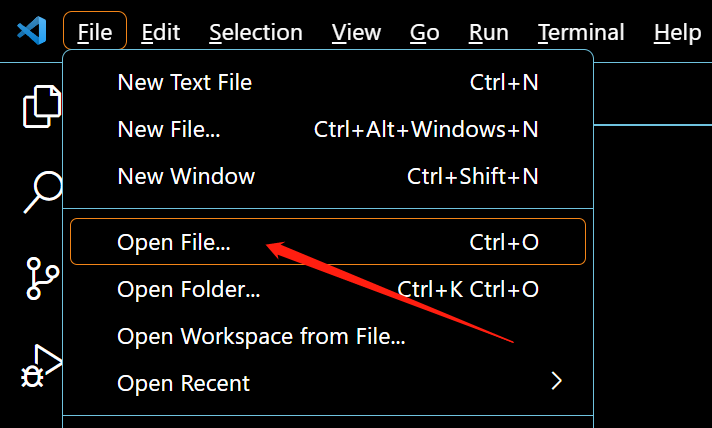 File Edit Selection View Go Run Terminal Help
New Text File Ctrl+N
New File... Ctrl+Alt+Windows+N
New Window Ctrl+Shift+N
Open File... Ctrl+O
Open Folder... Ctrl+K Ctrl+O
Open Workspace from File...
Open Recent